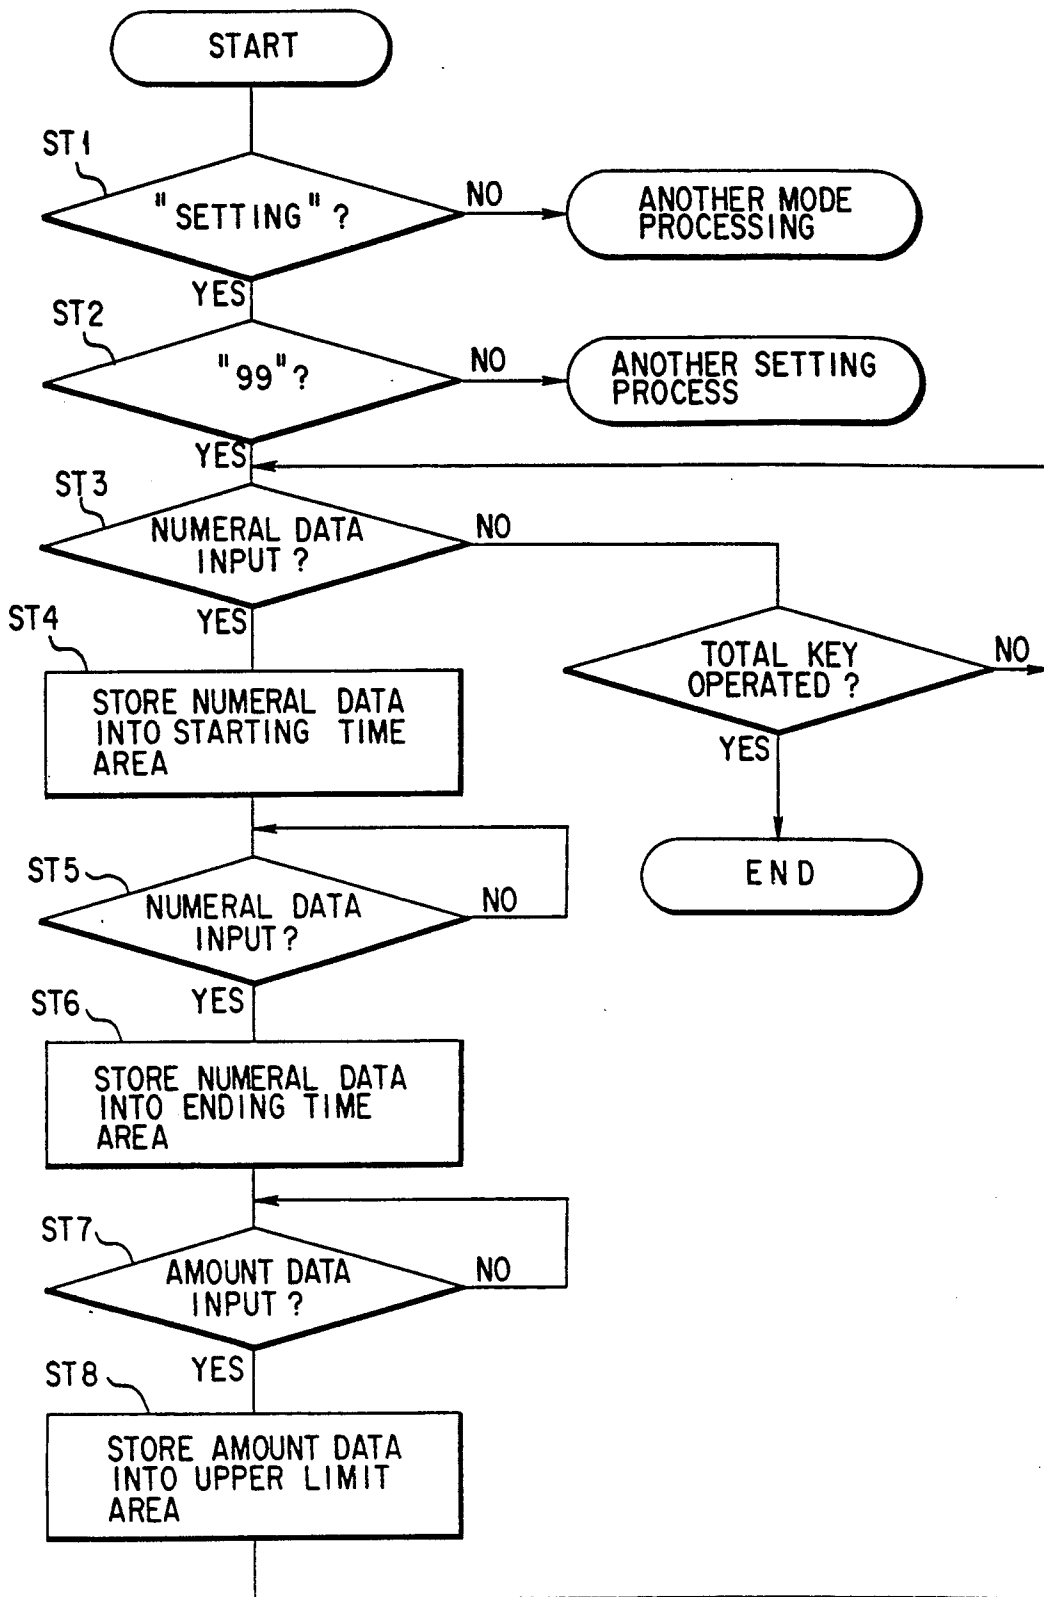 START
ST1
"SETTING" ?
NO
ANOTHER MODE
PROCESSING
YES
ST2
"99" ?
NO
ANOTHER SETTING
PROCESS
YES
ST3
NUMERAL DATA
INPUT ?
NO
YES
ST4
STORE NUMERAL DATA
INTO STARTING TIME
AREA
TOTAL KEY
OPERATED ?
NO
YES
END
ST5
NUMERAL DATA
INPUT ?
NO
YES
ST6
STORE NUMERAL DATA
INTO ENDING TIME
AREA
ST7
AMOUNT DATA
INPUT ?
NO
YES
ST8
STORE AMOUNT DATA
INTO UPPER LIMIT
AREA